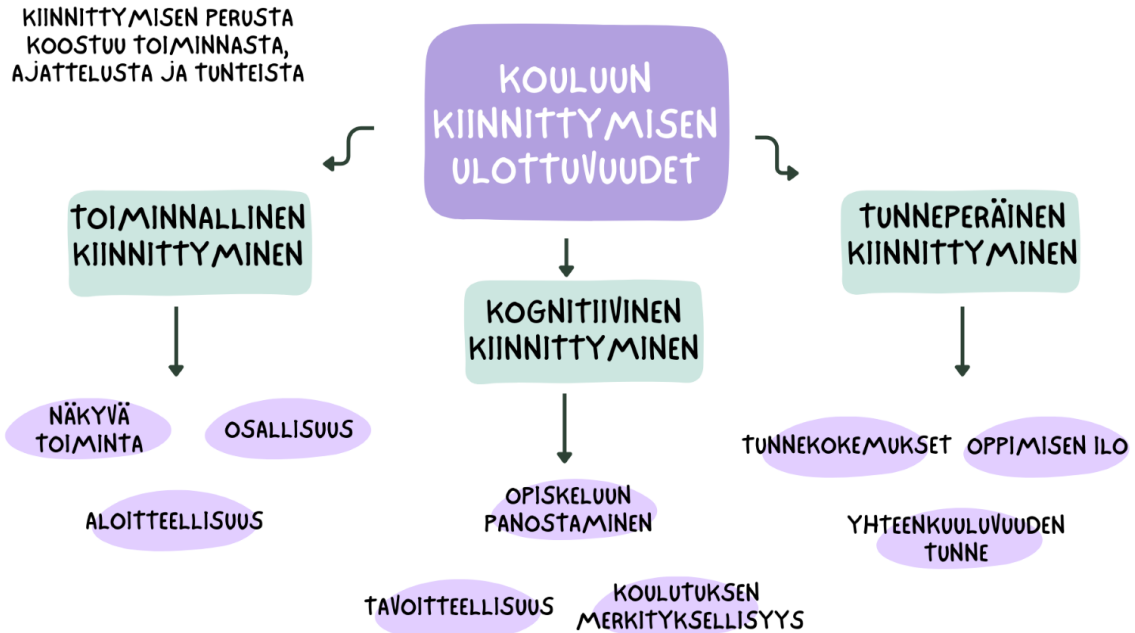 KIINNITTYMISEN PERUSTA
KOOSTUU TOIMINNASTA,
AJATTELUSTA JA TUNTEISTA
KOULUUN
KIINNITTYMISEN
ULOTTUVUUDET
TOIMINNALLINEN
KIINNITTYMINEN
NÄKYVÄ
TOIMINTA
OSALLISUUS
ALOITTEELLISUUS
KOGNITIIVINEN
KIINNITTYMINEN
OPISKELUUN
PANOSTAMINEN
TAVOITTEELLISUUS
KOULUTUKSEN
MERKITYKSELLISYYS
TUNNEPERÄINEN
KIINNITTYMINEN
TUNNEKOKEMUKSET
OPPIMISEN ILO
YHTEENKUULUVUUDEN
TUNNE